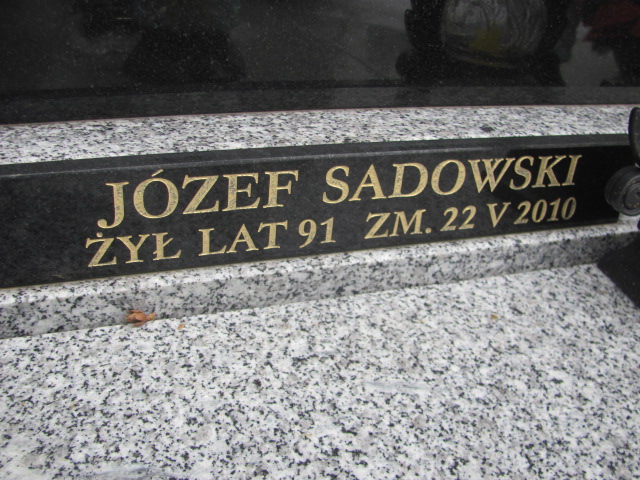 JÓZEF SADOWSKI
ŻYŁ LAT 91 ZM. 22 V 2010